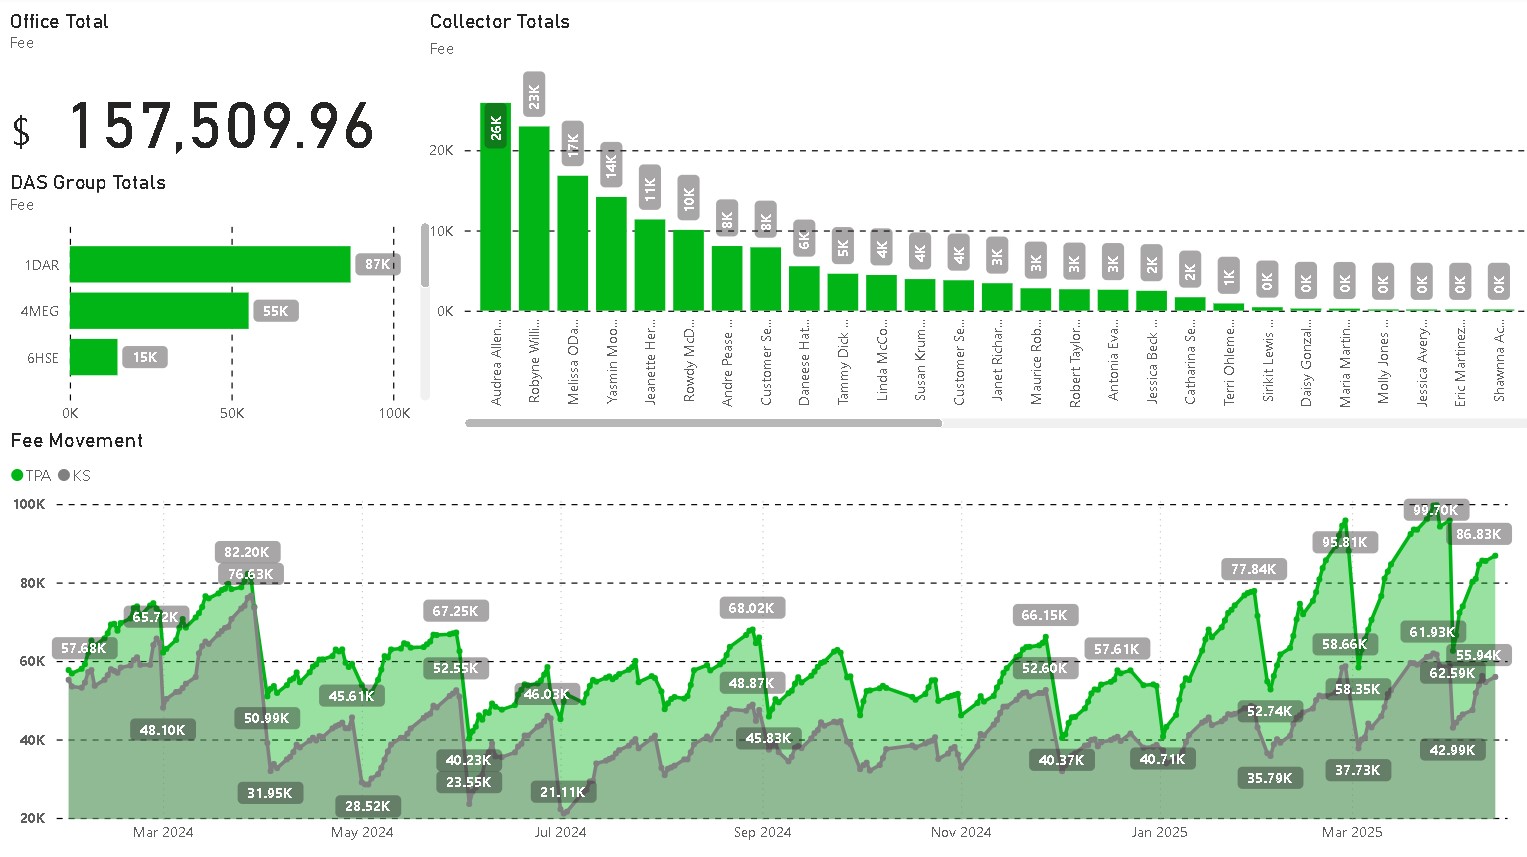 Office Total
Fee
$ 157,509.96
DAS Group Totals
Fee
1DAR 87K
4MEG 55K
6HSE 15K
0K 50K 100K
Collector Totals
Fee
20K
10K
0K
26K 23K 17K 14K 11K 10K 8K 8K 6K 5K 4K 4K 4K 3K 3K 3K 3K 2K 2K 1K 0K 0K 0K 0K 0K 0K 0K
Audrea Allen...
Robyne Willi...
Melissa ODa...
Yasmin Moo...
Jeanette Her...
Rowdy McD...
Andre Pease ...
Customer Se...
Daneese Hat...
Tammy Dick ...
Linda McCo...
Susan Krum...
Customer Se...
Janet Richar...
Maurice Rob...
Robert Taylor...
Antonia Eva...
Jessica Beck ...
Catharina Se...
Terri Ohleme...
Sirikit Lewis ...
Daisy Gonzal...
Maria Martin...
Molly Jones ...
Jessica Avery...
Eric Martinez...
Shawnna Ac...
Fee Movement
TPA KS
100K
80K
60K
40K
20K
57.68K
65.72K
48.10K
82.20K
76.63K
50.99K
31.95K
45.61K
28.52K
67.25K
52.55K
40.23K
23.55K
46.03K
21.11K
68.02K
48.87K
45.83K
66.15K
52.60K
40.37K
57.61K
40.71K
77.84K
52.74K
35.79K
95.81K
58.66K
58.35K
37.73K
99.70K
61.93K
86.83K
55.94K
62.59K
42.99K
Mar 2024 May 2024 Jul 2024 Sep 2024 Nov 2024 Jan 2025 Mar 2025